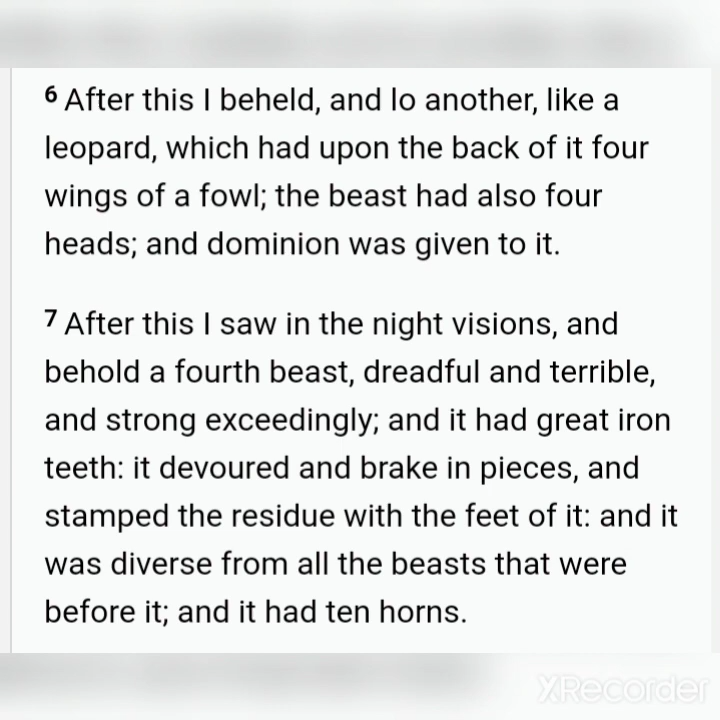 6 After this I beheld, and lo another, like a
leopard, which had upon the back of it four
wings of a fowl; the beast had also four
heads; and dominion was given to it.
7 After this I saw in the night visions, and
behold a fourth beast, dreadful and terrible,
and strong exceedingly; and it had great iron
teeth: it devoured and brake in pieces, and
stamped the residue with the feet of it: and it
was diverse from all the beasts that were
before it; and it had ten horns.
XRecorder